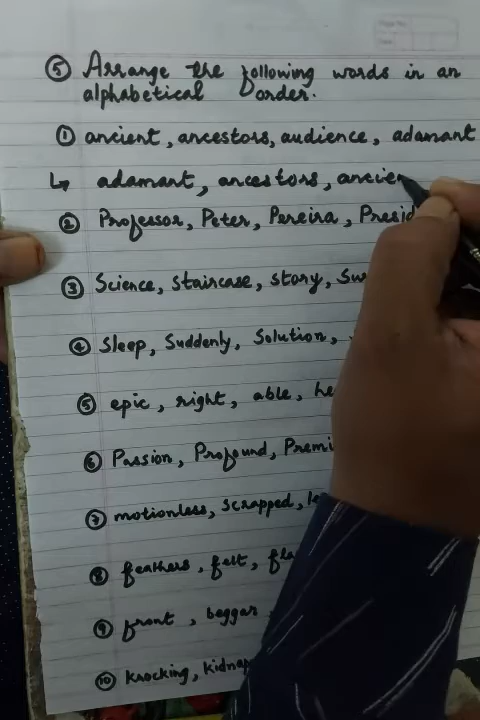 ⑤ Arrange the following words in an
alphabetical order.
① ancient, ancestors, audience, adamant
↳ adamant, ancestors, ancien
② Professor, Peter, Pereira,
③ Science, Staircase, story,
④ Sleep, Suddenly, Solution,
⑤ epic, right, able,
⑥ Passion, Profound,
⑦ motionless, scrapped,
⑧ feathers, felt,
⑨ front, beggar
⑩ knocking,